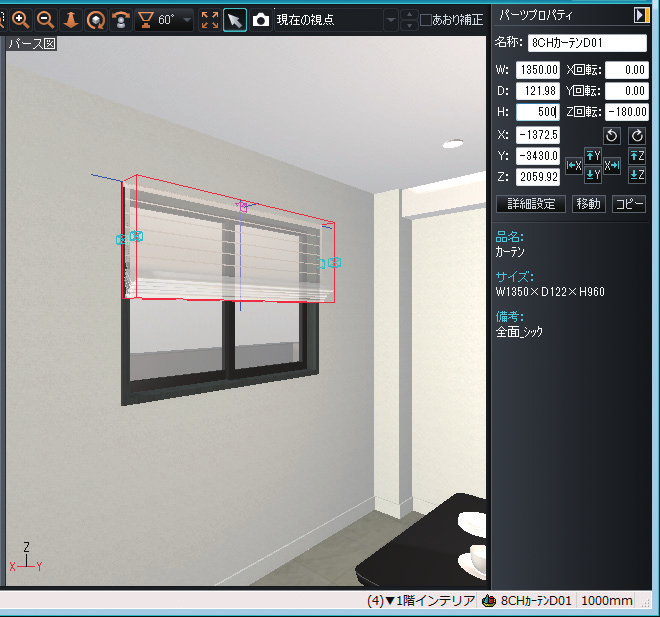 60°
現在の視点
あおり補正
パース図
パーツプロパティ
名称: 8CHカーテンD01
W: 1350.00 X回転: 0.00
D: 121.98 Y回転: 0.00
H: 500 Z回転: -180.00
X: -1372.5
Y: -3430.0
Z: 2059.92
Y Z
X X
Y Z
詳細設定 移動 コピー
品名:
カーテン
サイズ:
W1350×D122×H960
備考:
全面_シック
Z
X Y
(4)▼1階インテリア 8CHカーテンD01 1000mm